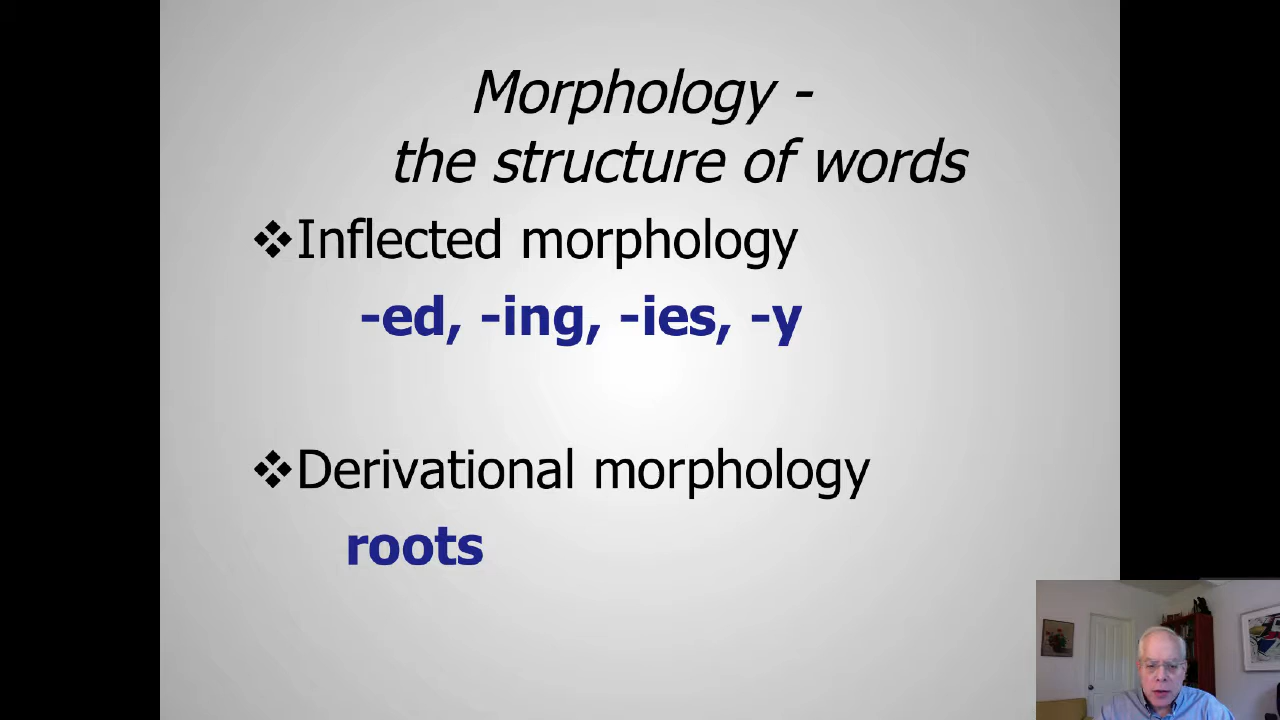 Morphology -
the structure of words
❖Inflected morphology
-ed, -ing, -ies, -y
❖Derivational morphology
roots